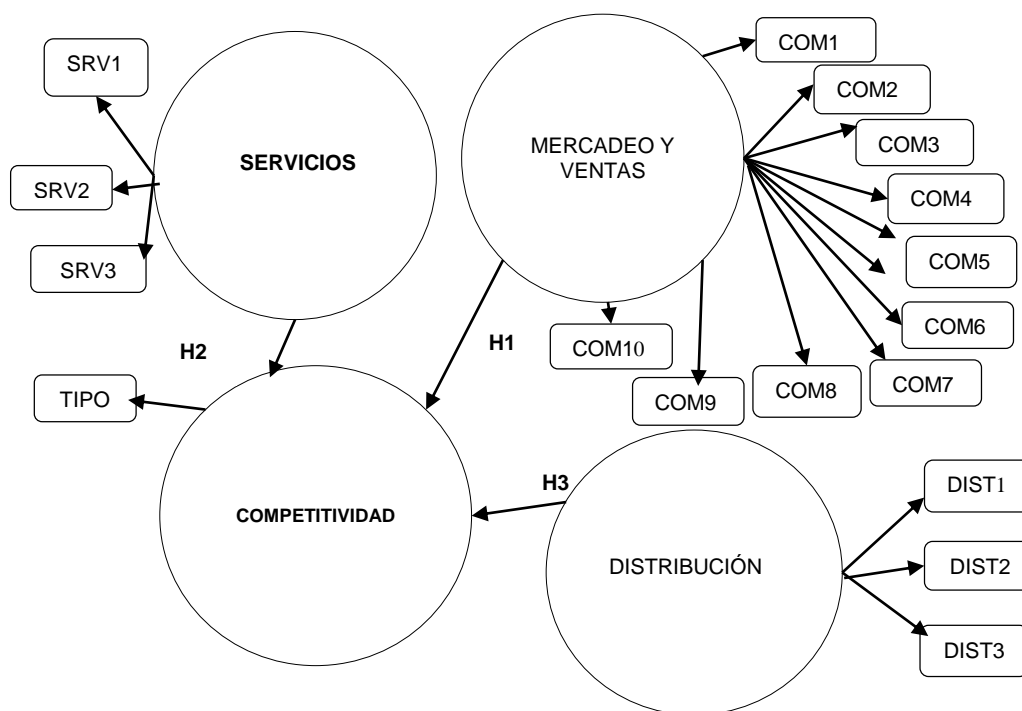 SRV1
SRV2
SRV3
SERVICIOS
MERCADEO Y
VENTAS
COM1
COM2
COM3
COM4
COM5
COM6
COM7
COM8
COM9
COM10
H2
H1
TIPO
COMPETITIVIDAD
H3
DISTRIBUCIÓN
DIST1
DIST2
DIST3